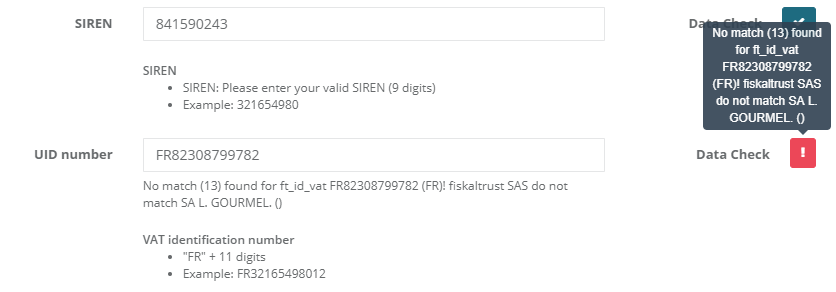 SIREN
841590243
Data Check
No match (13) found
for ft_id_vat
FR82308799782
(FR)! fiskaltrust SAS
do not match SA L.
GOURMEL. ()
SIREN
SIREN: Please enter your valid SIREN (9 digits)
Example: 321654980
UID number
FR82308799782
Data Check
!
No match (13) found for ft_id_vat FR82308799782 (FR)! fiskaltrust SAS do not
match SA L. GOURMEL. ()
VAT identification number
"FR" + 11 digits
Example: FR32165498012